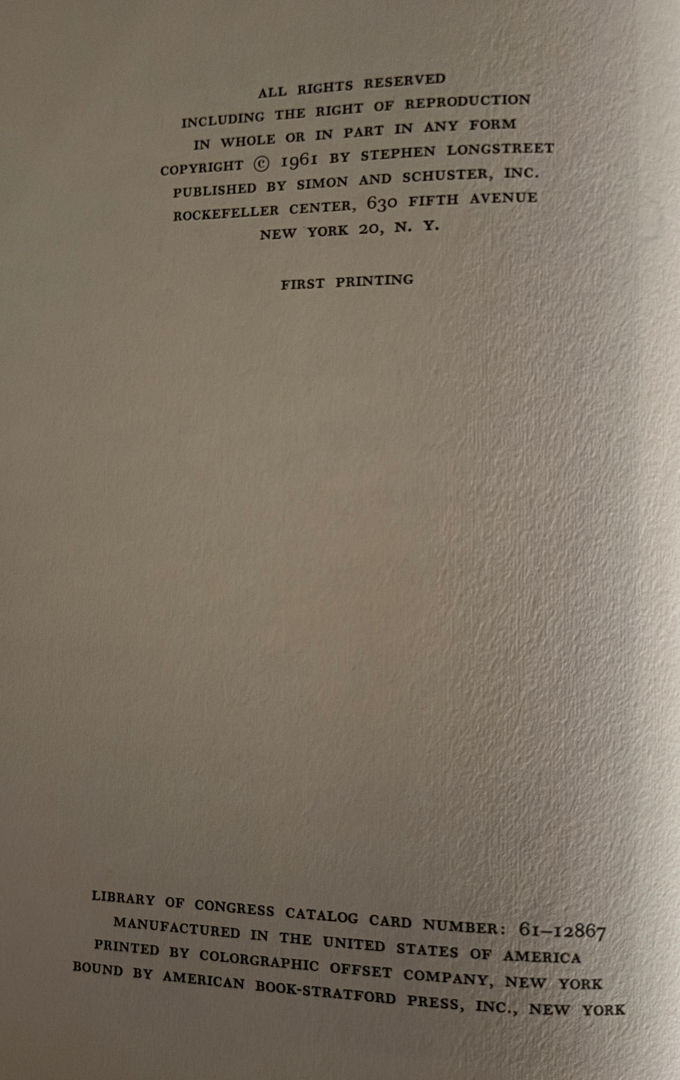 ALL RIGHTS RESERVED
INCLUDING THE RIGHT OF REPRODUCTION
IN WHOLE OR IN PART IN ANY FORM
COPYRIGHT © 1961 BY STEPHEN LONGSTREET
PUBLISHED BY SIMON AND SCHUSTER, INC.
ROCKEFELLER CENTER, 630 FIFTH AVENUE
NEW YORK 20, N. Y.
FIRST PRINTING
LIBRARY OF CONGRESS CATALOG CARD NUMBER: 61–12867
MANUFACTURED IN THE UNITED STATES OF AMERICA
PRINTED BY COLORGRAPHIC OFFSET COMPANY, NEW YORK
BOUND BY AMERICAN BOOK-STRATFORD PRESS, INC., NEW YORK